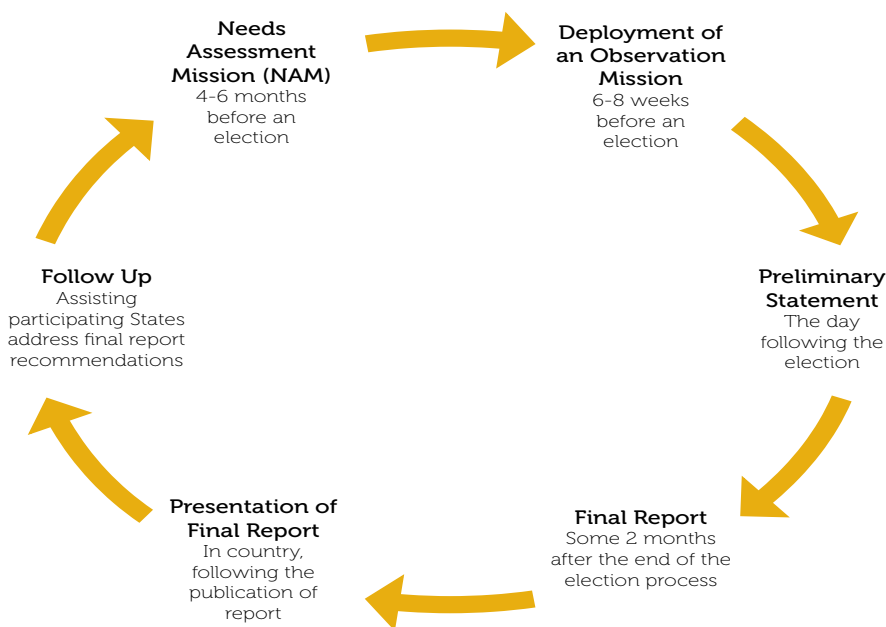 Needs
Assessment
Mission (NAM)
4-6 months
before an
election
Deployment of
an Observation
Mission
6-8 weeks
before an
election
Preliminary
Statement
The day
following the
election
Final Report
Some 2 months
after the end of the
election process
Presentation of
Final Report
In country,
following the
publication of
report
Follow Up
Assisting
participating States
address final report
recommendations